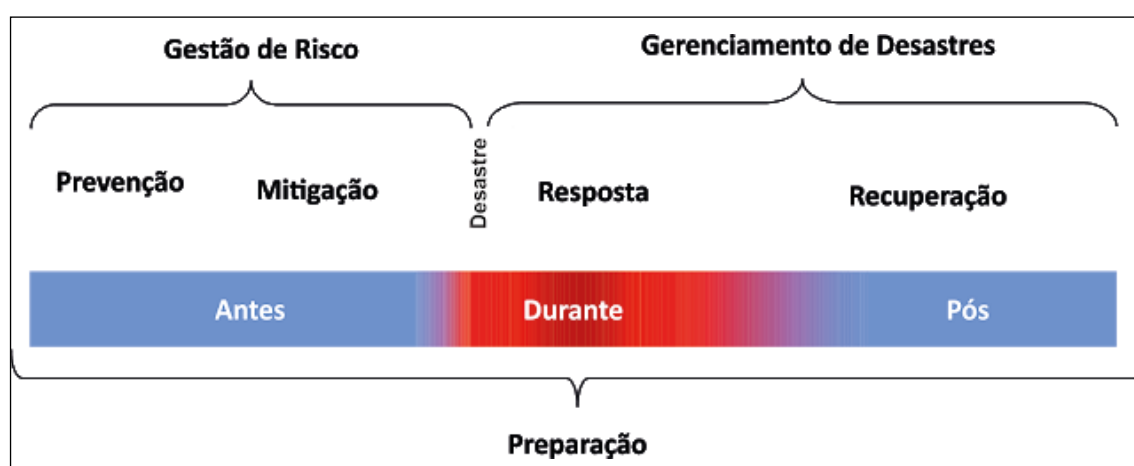 Gestão de Risco
Gerenciamento de Desastres
Prevenção
Mitigação
Desastre
Resposta
Recuperação
Antes
Durante
Pós
Preparação